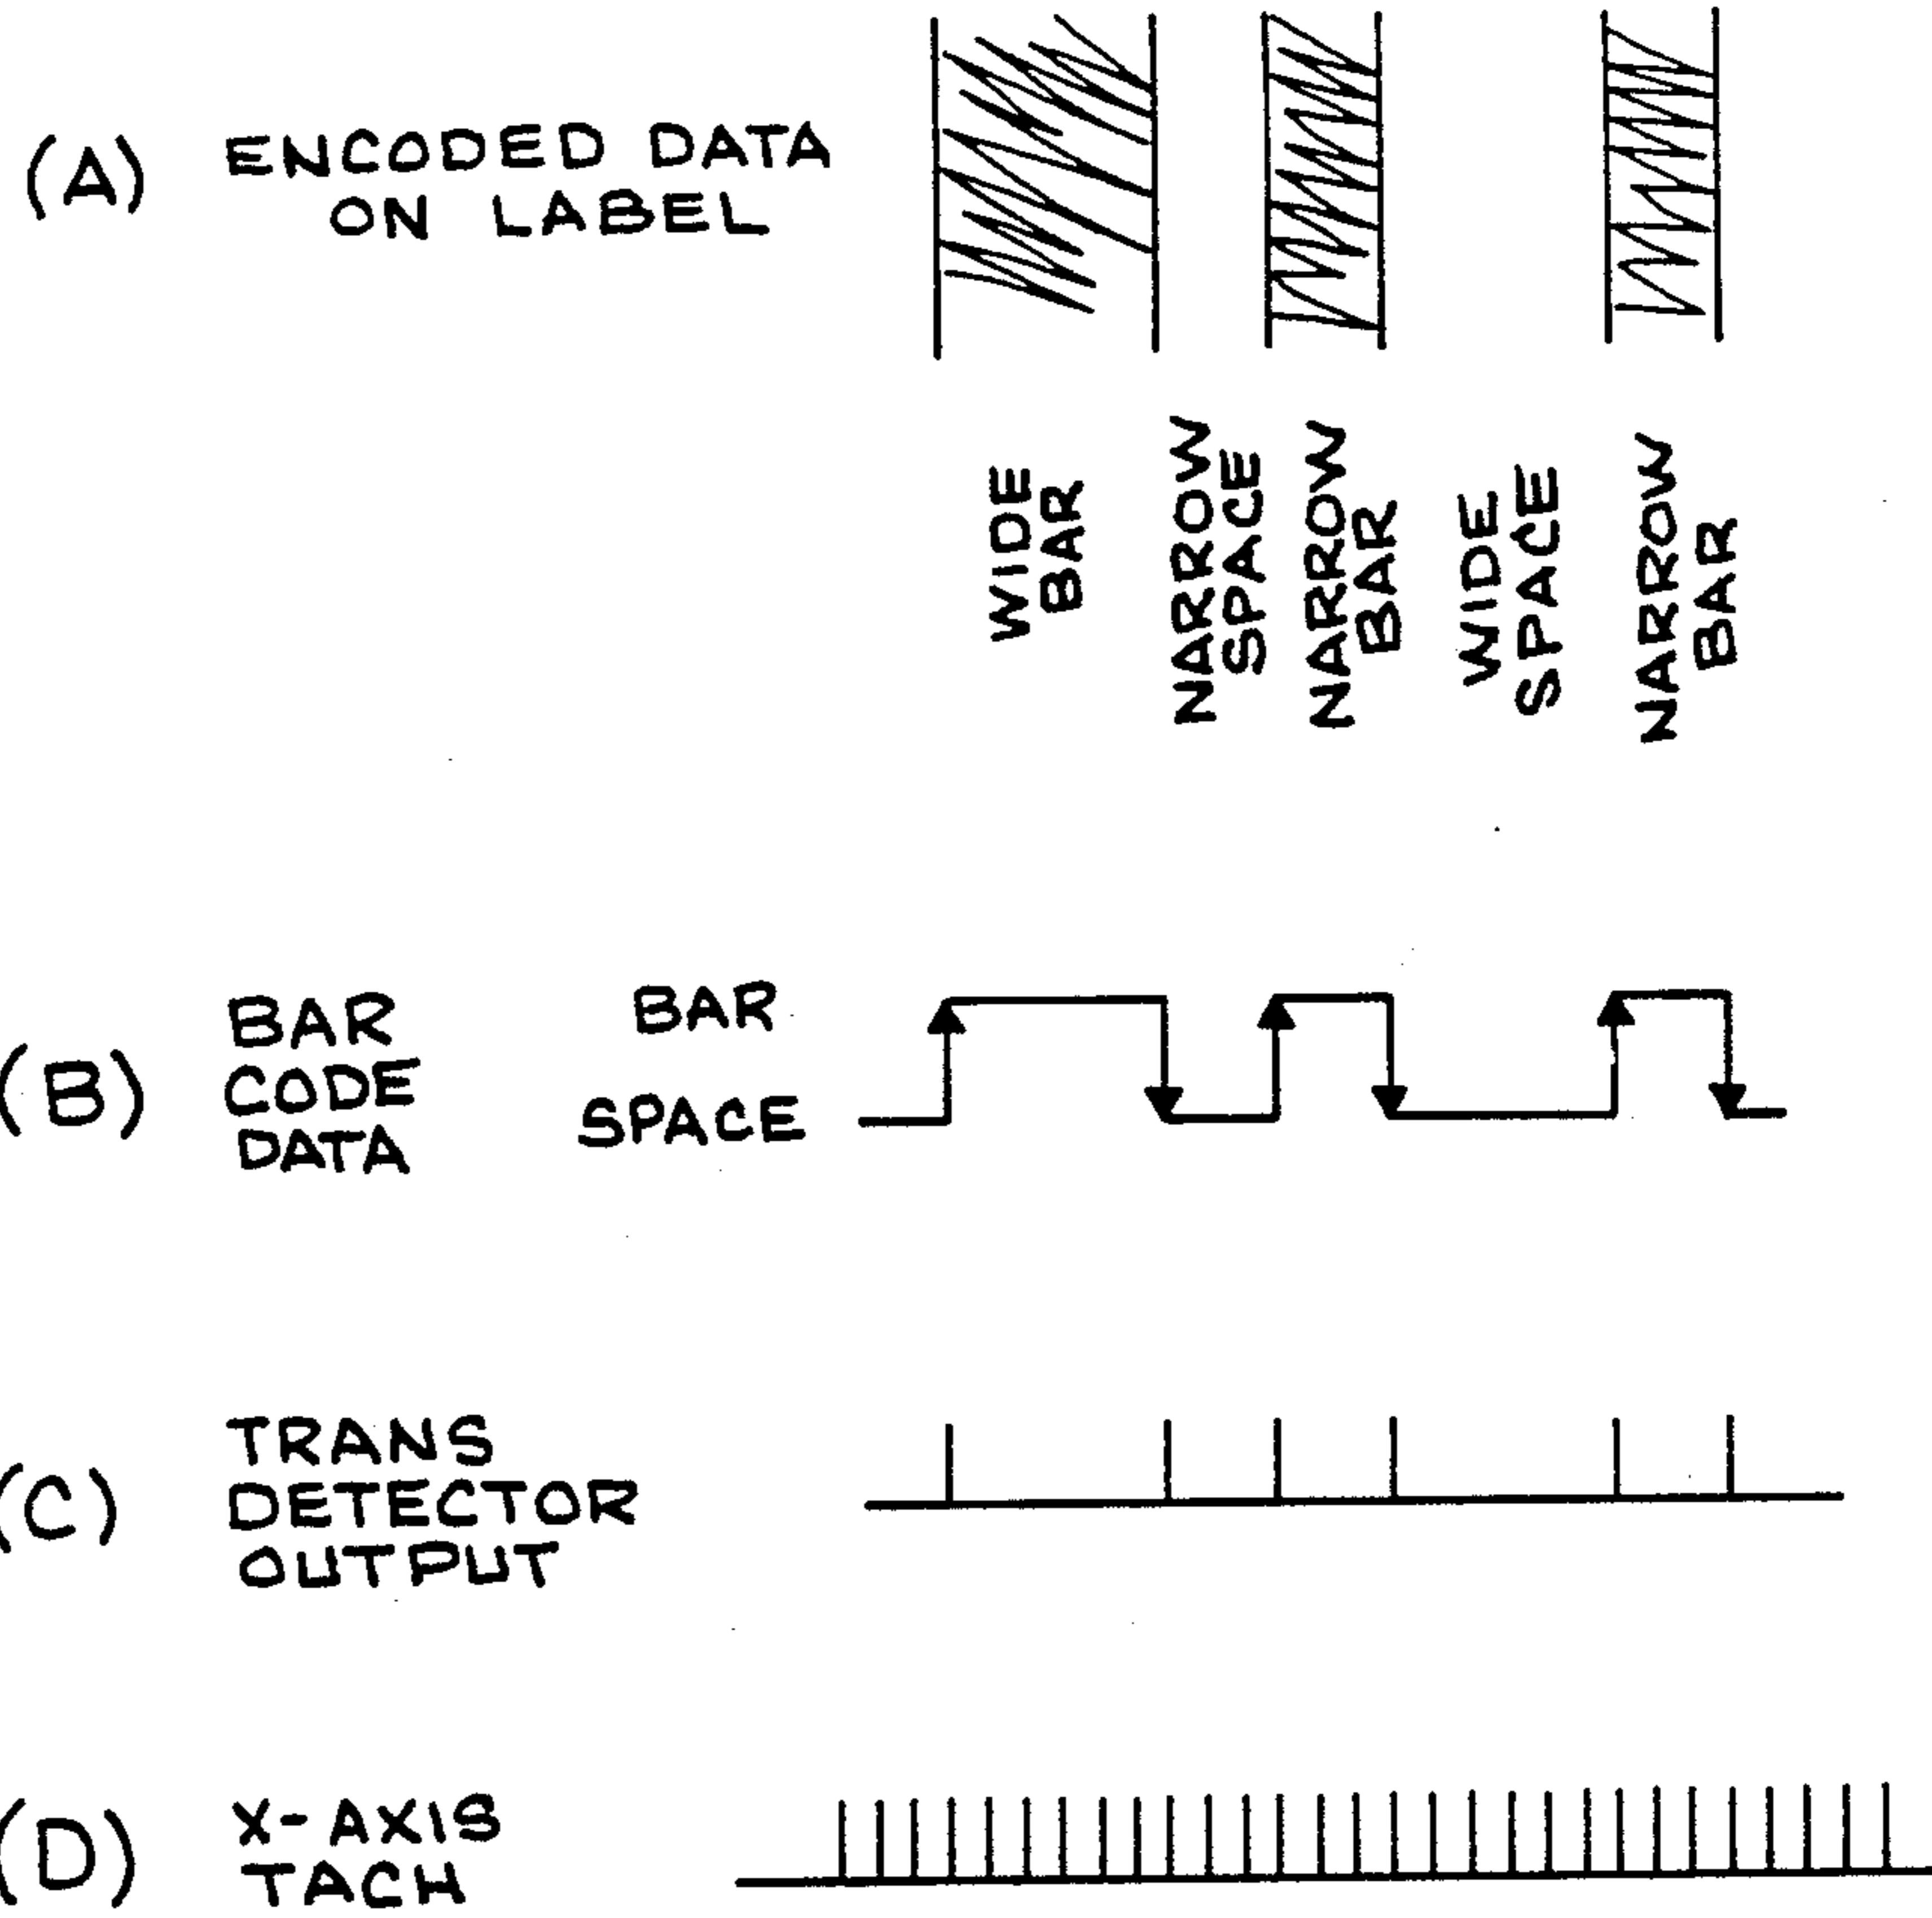 (A) ENCODED DATA
ON LABEL
WIDE
BAR
NARROW
SPACE
NARROW
BAR
WIDE
SPACE
NARROW
BAR
(B) BAR
CODE
DATA
BAR
SPACE
(C) TRANS
DETECTOR
OUTPUT
(D) X-AXIS
TACH